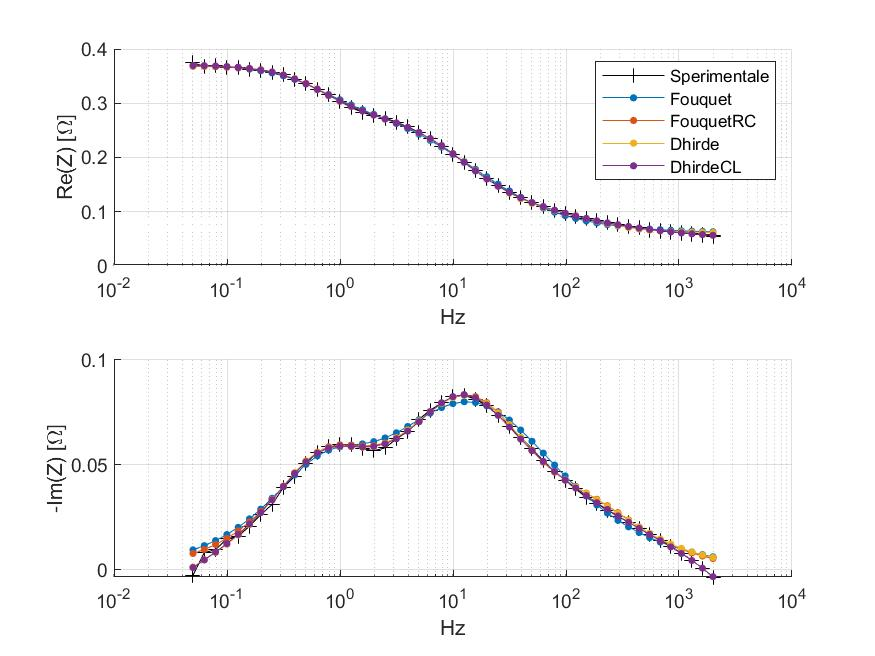 0.4
0.3
0.2
0.1
0
Re(Z) [Ω]
10^-2
10^-1
10^0
10^1
10^2
10^3
10^4
Hz
Sperimentale
Fouquet
FouquetRC
Dhirde
DhirdeCL
0.1
0.05
0
-Im(Z) [Ω]
10^-2
10^-1
10^0
10^1
10^2
10^3
10^4
Hz